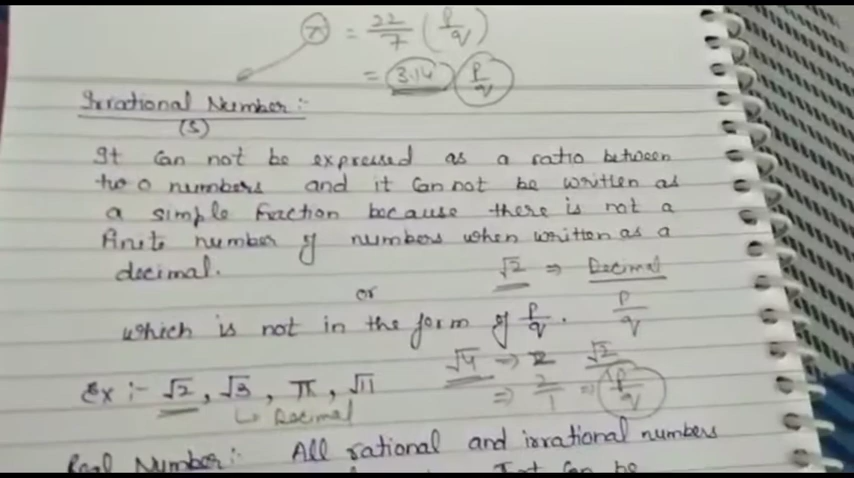 π = 22/7 (p/q)
= 3.14 p/q
Irrational Number :-
(S)
It can not be expressed as a ratio between
two numbers and it can not be written as
a simple fraction because there is not a
finite number of numbers when written as a
decimal.
√2 ⇒ Decimal
or
which is not in the form of p/q. p/q
√4 → 2 √2
⇒ 2/1 ⇒ p/q
Ex :- √2, √3, π, √11
↳ Decimal
Real Number :- All rational and irrational numbers
can be